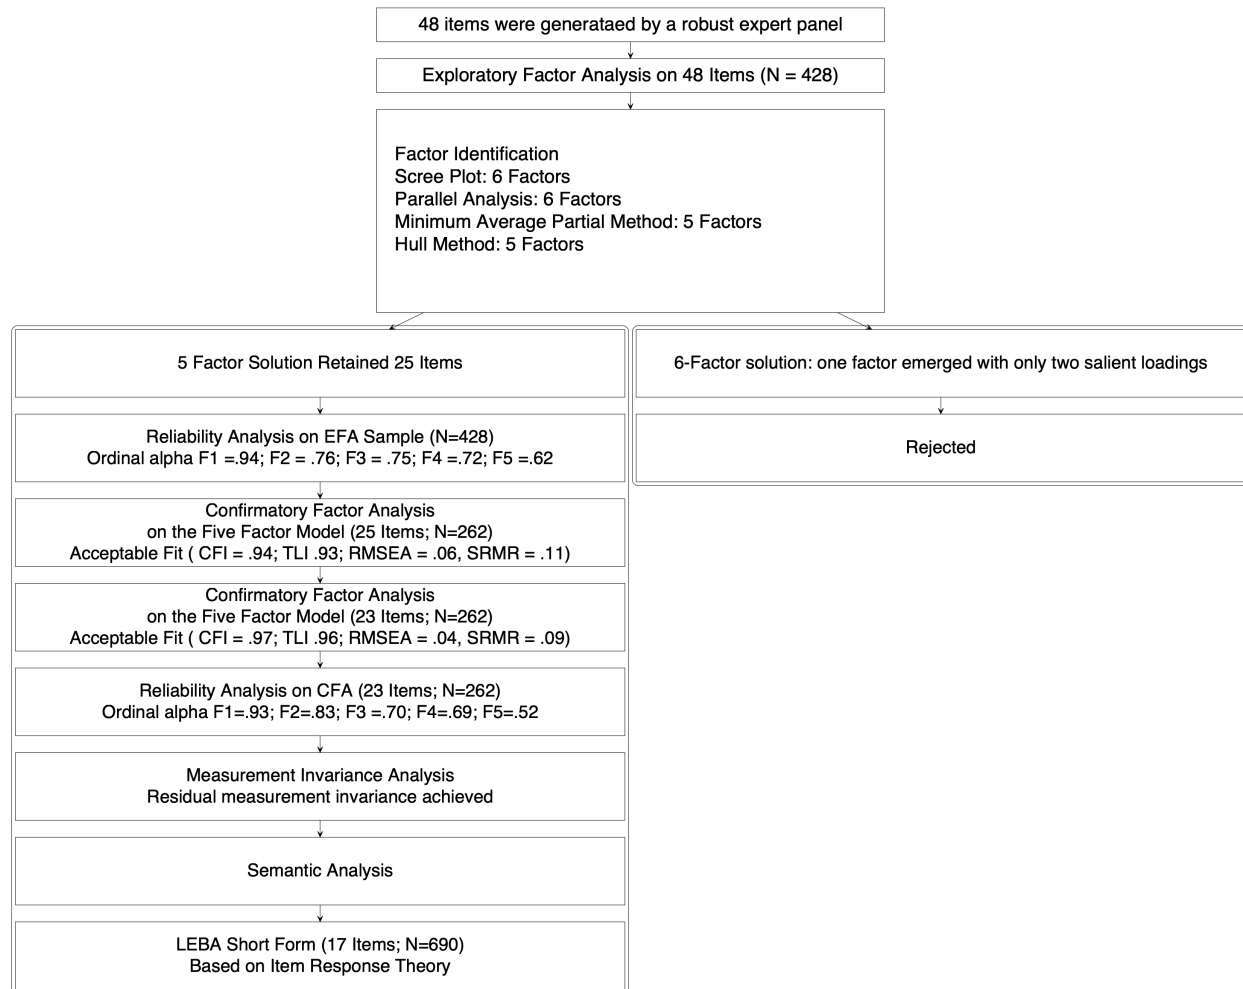 48 items were generataed by a robust expert panel
Exploratory Factor Analysis on 48 Items (N = 428)
Factor Identification
Scree Plot: 6 Factors
Parallel Analysis: 6 Factors
Minimum Average Partial Method: 5 Factors
Hull Method: 5 Factors
5 Factor Solution Retained 25 Items
Reliability Analysis on EFA Sample (N=428)
Ordinal alpha F1 =.94; F2 = .76; F3 = .75; F4 =.72; F5 =.62
Confirmatory Factor Analysis
on the Five Factor Model (25 Items; N=262)
Acceptable Fit ( CFI = .94; TLI .93; RMSEA = .06, SRMR = .11)
Confirmatory Factor Analysis
on the Five Factor Model (23 Items; N=262)
Acceptable Fit ( CFI = .97; TLI .96; RMSEA = .04, SRMR = .09)
Reliability Analysis on CFA (23 Items; N=262)
Ordinal alpha F1=.93; F2=.83; F3 =.70; F4=.69; F5=.52
Measurement Invariance Analysis
Residual measurement invariance achieved
Semantic Analysis
LEBA Short Form (17 Items; N=690)
Based on Item Response Theory
6-Factor solution: one factor emerged with only two salient loadings
Rejected